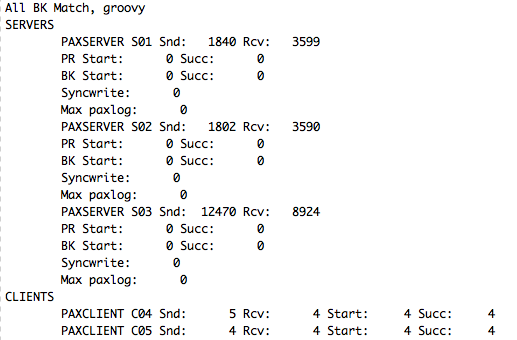 All BK Match, groovy
SERVERS
PAXSERVER S01 Snd: 1840 Rcv: 3599
PR Start: 0 Succ: 0
BK Start: 0 Succ: 0
Syncwrite: 0
Max paxlog: 0
PAXSERVER S02 Snd: 1802 Rcv: 3590
PR Start: 0 Succ: 0
BK Start: 0 Succ: 0
Syncwrite: 0
Max paxlog: 0
PAXSERVER S03 Snd: 12470 Rcv: 8924
PR Start: 0 Succ: 0
BK Start: 0 Succ: 0
Syncwrite: 0
Max paxlog: 0
CLIENTS
PAXCLIENT C04 Snd: 5 Rcv: 4 Start: 4 Succ: 4
PAXCLIENT C05 Snd: 4 Rcv: 4 Start: 4 Succ: 4